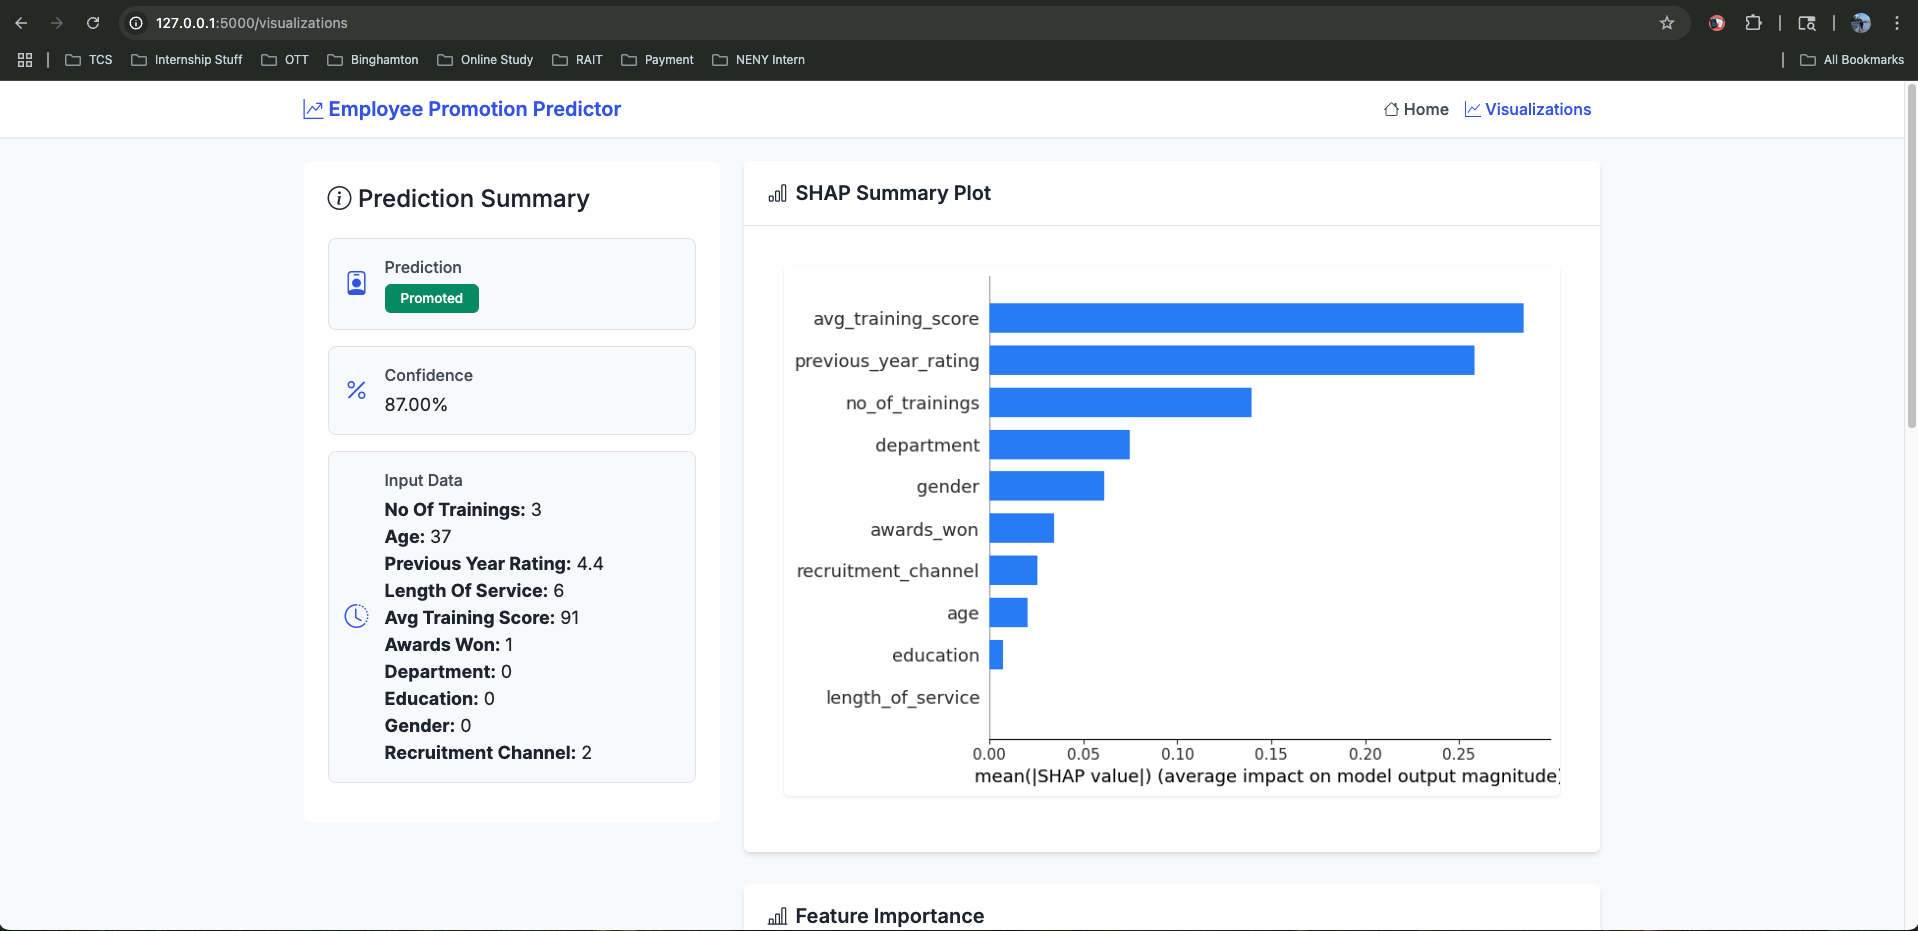 127.0.0.1:5000/visualizations
TCS
Internship Stuff
OTT
Binghamton
Online Study
RAIT
Payment
NENY Intern
All Bookmarks
Employee Promotion Predictor
Home
Visualizations
Prediction Summary
Prediction
Promoted
Confidence
87.00%
Input Data
No Of Trainings: 3
Age: 37
Previous Year Rating: 4.4
Length Of Service: 6
Avg Training Score: 91
Awards Won: 1
Department: 0
Education: 0
Gender: 0
Recruitment Channel: 2
SHAP Summary Plot
avg_training_score
previous_year_rating
no_of_trainings
department
gender
awards_won
recruitment_channel
age
education
length_of_service
0.00 0.05 0.10 0.15 0.20 0.25
mean(|SHAP value|) (average impact on model output magnitude)
Feature Importance